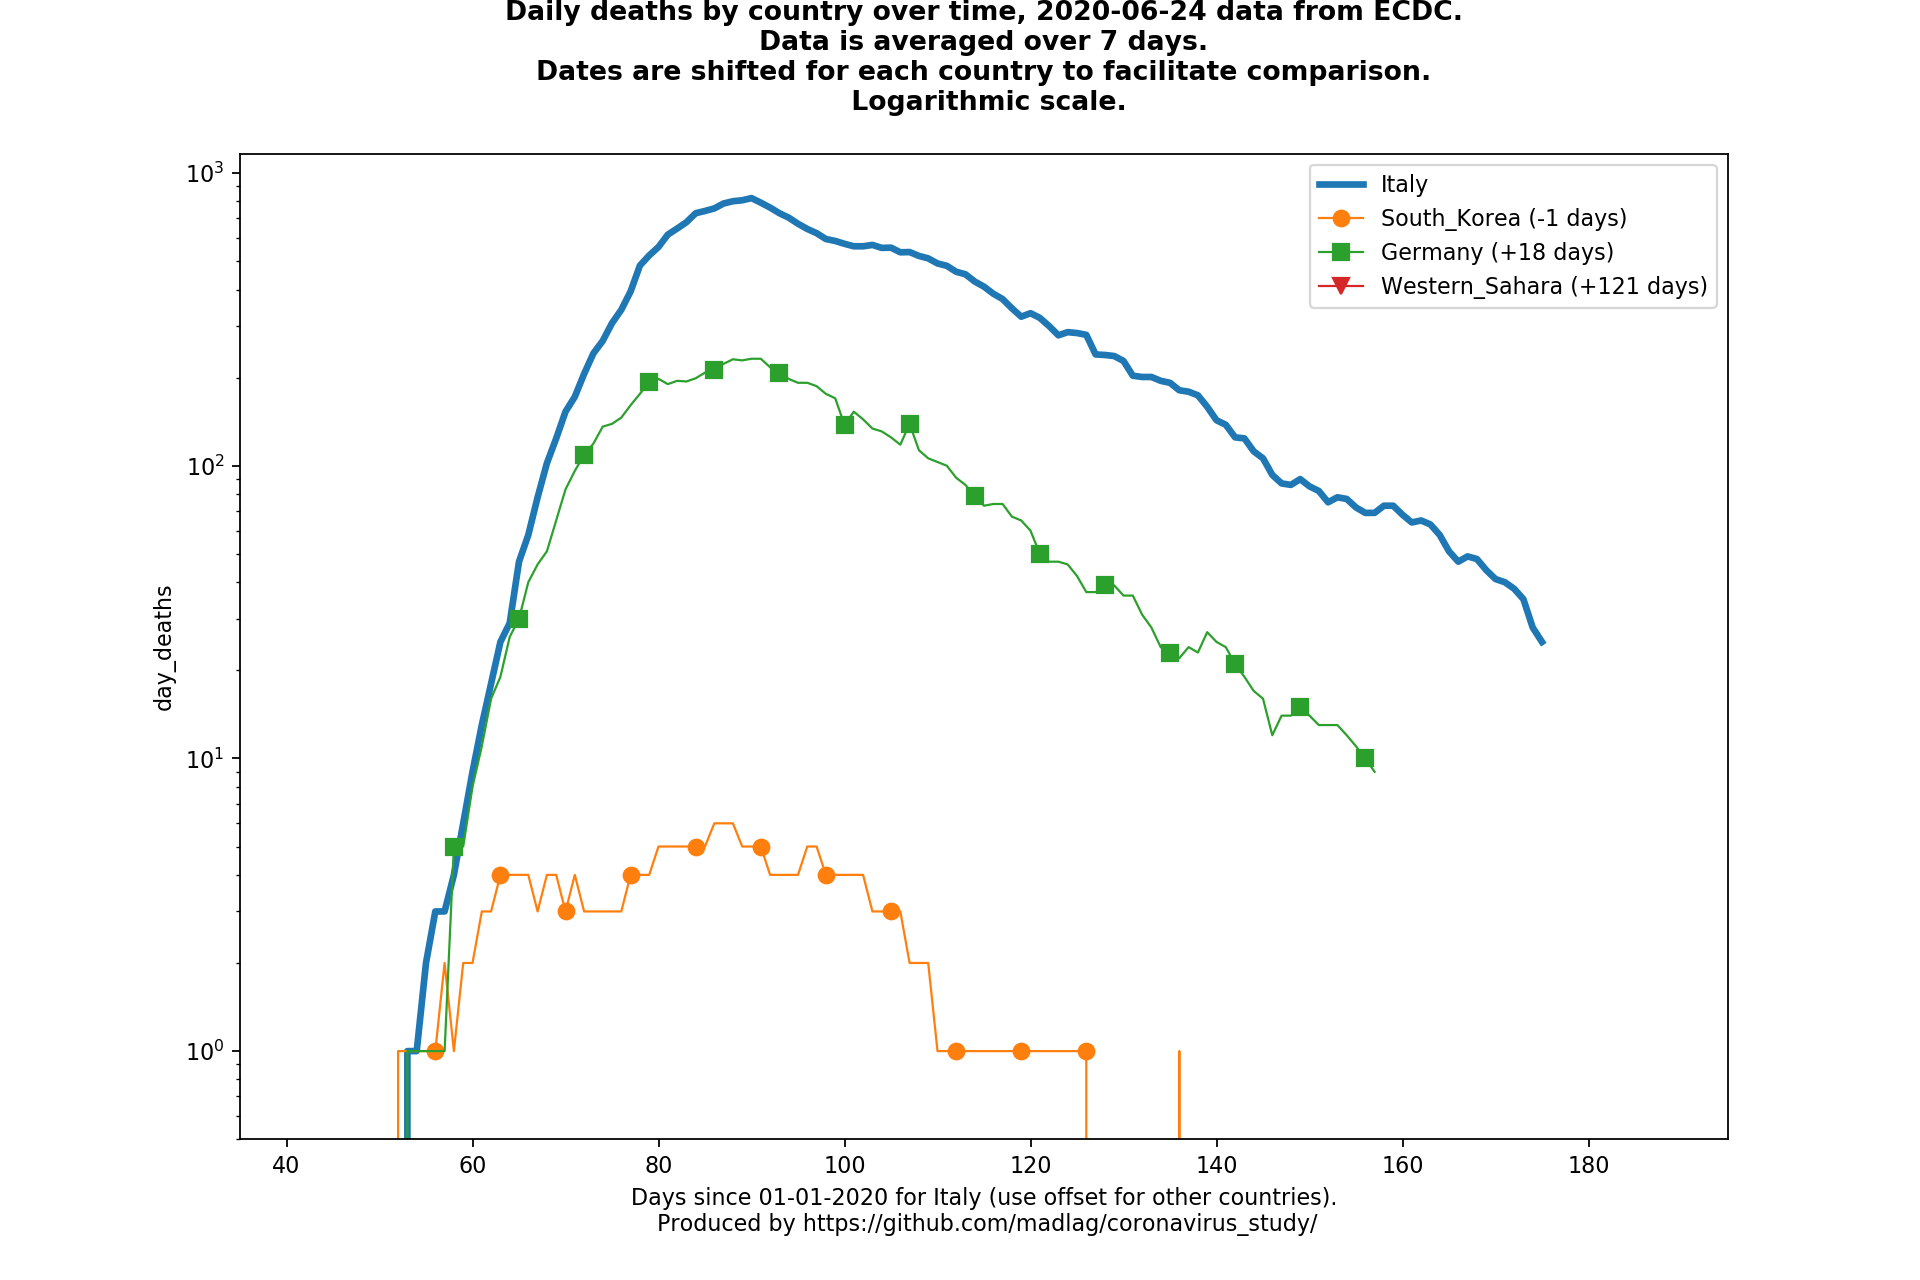 Daily deaths by country over time, 2020-06-24 data from ECDC.
Data is averaged over 7 days.
Dates are shifted for each country to facilitate comparison.
Logarithmic scale.
10³
10²
10¹
10⁰
day_deaths
Italy
South_Korea (-1 days)
Germany (+18 days)
Western_Sahara (+121 days)
40 60 80 100 120 140 160 180
Days since 01-01-2020 for Italy (use offset for other countries).
Produced by https://github.com/madlag/coronavirus_study/